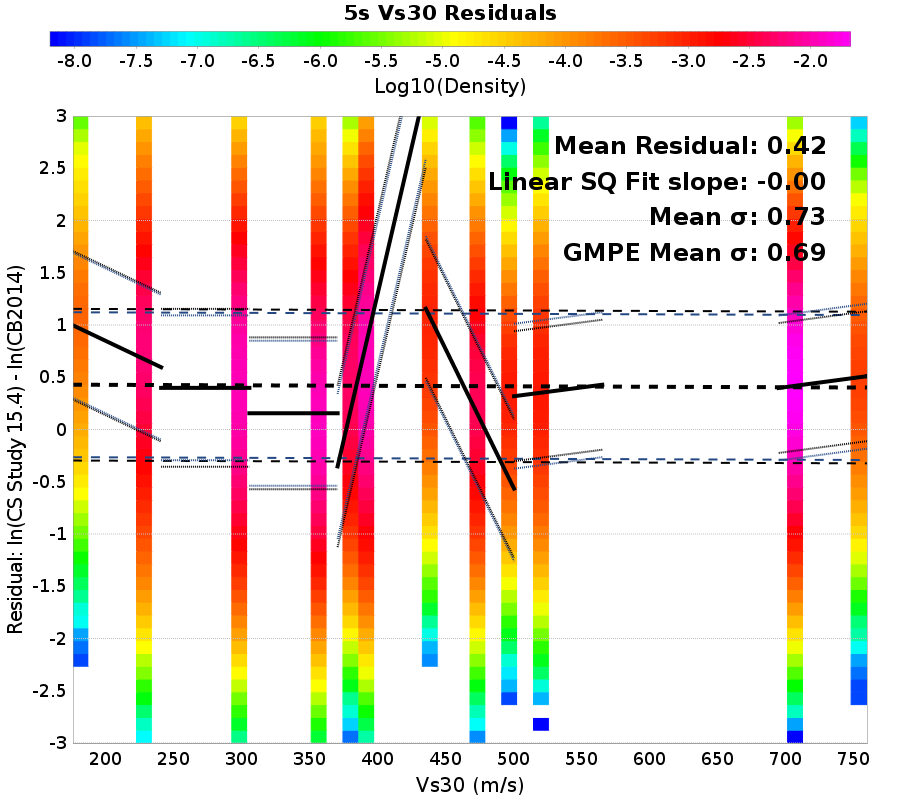 5s Vs30 Residuals
-8.0 -7.5 -7.0 -6.5 -6.0 -5.5 -5.0 -4.5 -4.0 -3.5 -3.0 -2.5 -2.0
Log10(Density)
Mean Residual: 0.42
Linear SQ Fit slope: -0.00
Mean σ: 0.73
GMPE Mean σ: 0.69
Residual: ln(CS Study 15.4) - ln(CB2014)
3
2.5
2
1.5
1
0.5
0
-0.5
-1
-1.5
-2
-2.5
-3
200 250 300 350 400 450 500 550 600 650 700 750
Vs30 (m/s)